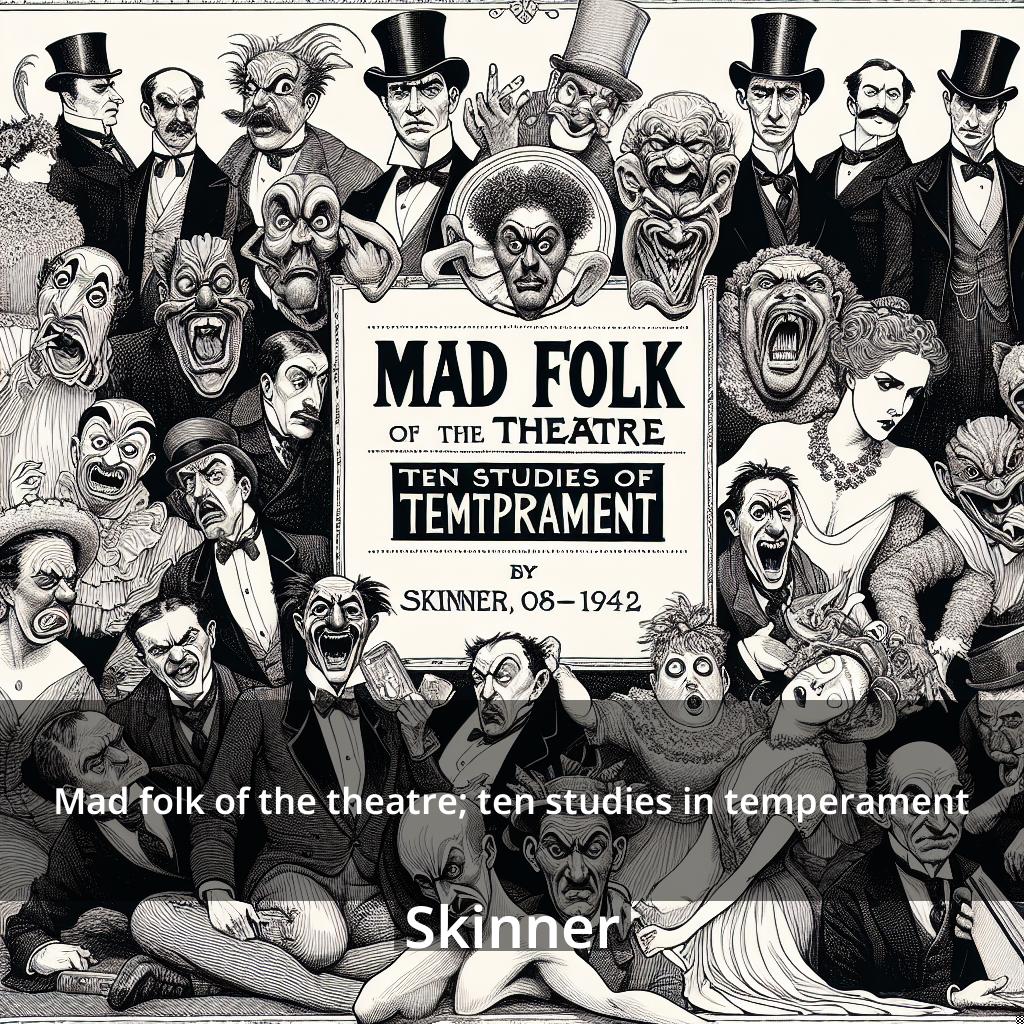 MAD FOLK
OF THE THEATRE
TEN STUDIES OF
TEMTPRAMENT
BY
SKINNER, 08–1942
Mad folk of the theatre; ten studies in temperament
Skinner